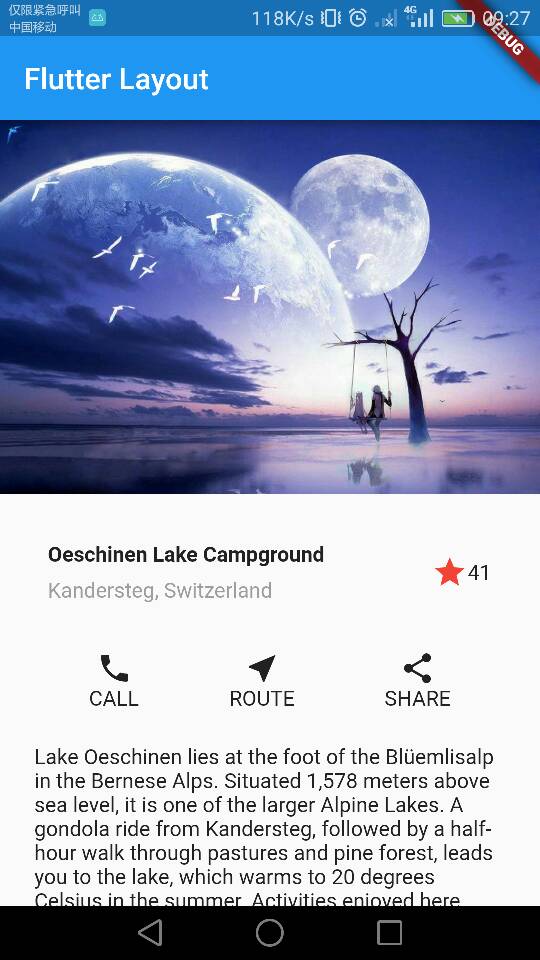 仅限紧急呼叫
中国移动
118K/s
4G
09:27
DEBUG
Flutter Layout
Oeschinen Lake Campground
Kandersteg, Switzerland
41
CALL
ROUTE
SHARE
Lake Oeschinen lies at the foot of the Blüemlisalp
in the Bernese Alps. Situated 1,578 meters above
sea level, it is one of the larger Alpine Lakes. A
gondola ride from Kandersteg, followed by a half-
hour walk through pastures and pine forest, leads
you to the lake, which warms to 20 degrees
Celsius in the summer. Activities enjoyed here